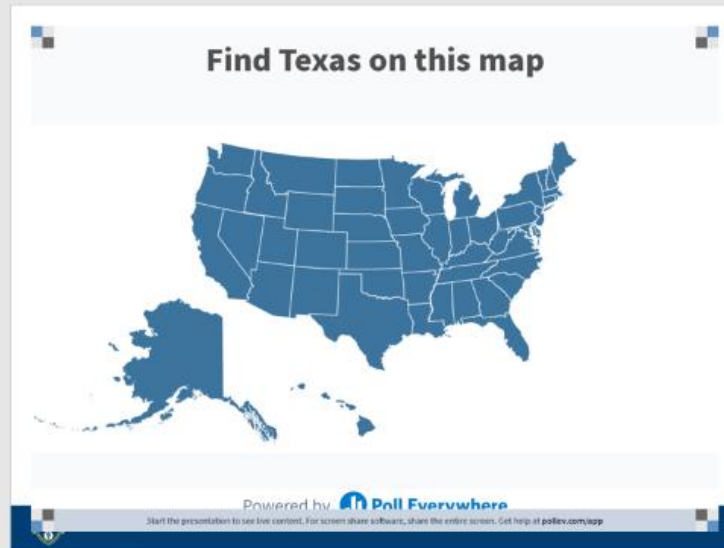 Find Texas on this map
Powered by Poll Everywhere
Start the presentation to see live content. For screen share software, share the entire screen. Get help at pollev.com/app